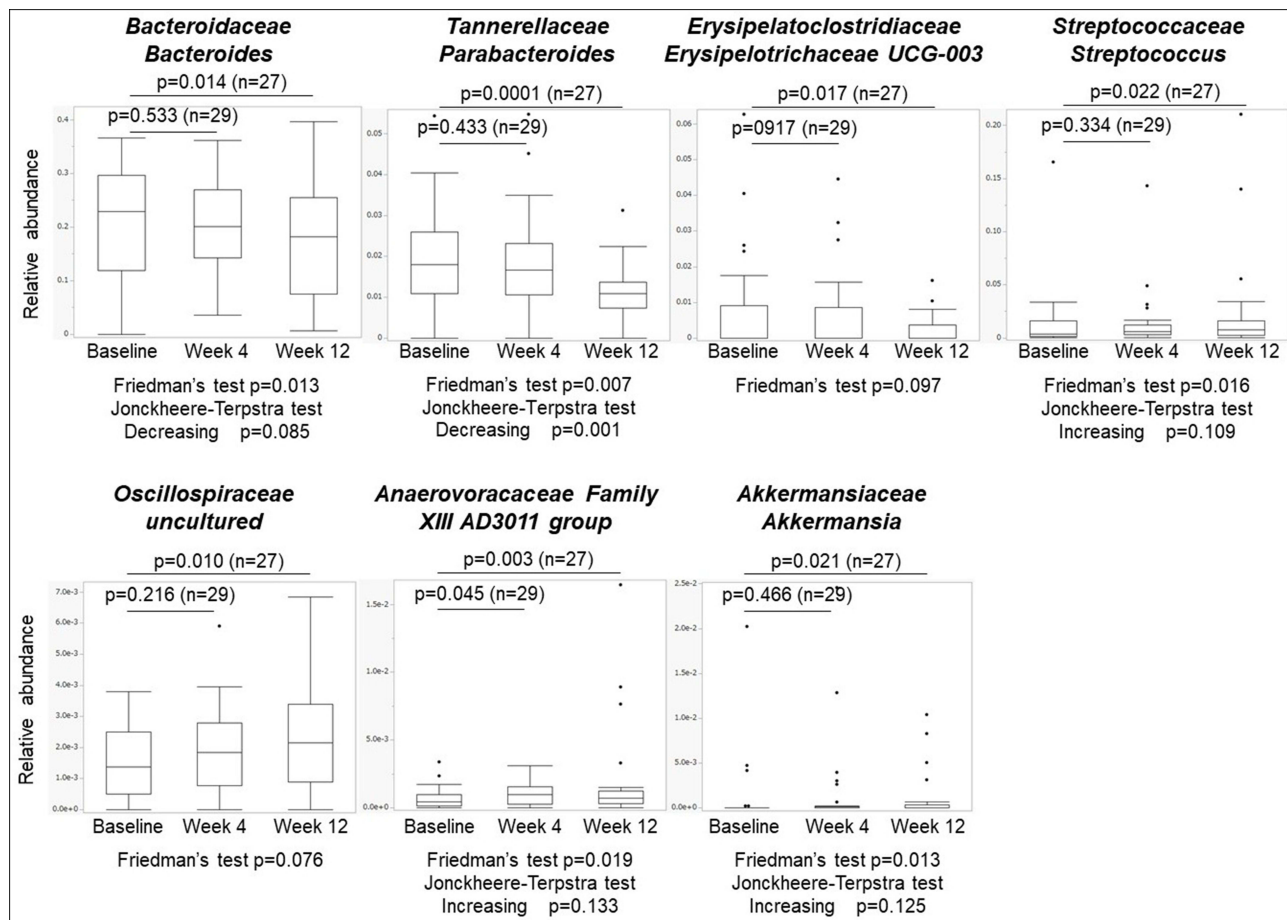 Bacteroidaceae
Bacteroides
p=0.014 (n=27)
p=0.533 (n=29)
Relative abundance
0.4
0.3
0.2
0.1
0
Baseline Week 4 Week 12
Friedman's test p=0.013
Jonckheere-Terpstra test
Decreasing p=0.085
Tannerellaceae
Parabacteroides
p=0.0001 (n=27)
p=0.433 (n=29)
0.05
0.04
0.03
0.02
0.01
0
Baseline Week 4 Week 12
Friedman's test p=0.007
Jonckheere-Terpstra test
Decreasing p=0.001
Erysipelatoclostridiaceae
Erysipelotrichaceae UCG-003
p=0.017 (n=27)
p=0917 (n=29)
0.06
0.05
0.04
0.03
0.02
0.01
0
Baseline Week 4 Week 12
Friedman's test p=0.097
Streptococcaceae
Streptococcus
p=0.022 (n=27)
p=0.334 (n=29)
0.20
0.15
0.10
0.05
0
Baseline Week 4 Week 12
Friedman's test p=0.016
Jonckheere-Terpstra test
Increasing p=0.109
Oscillospiraceae
uncultured
p=0.010 (n=27)
p=0.216 (n=29)
Relative abundance
7.0e-3
6.0e-3
5.0e-3
4.0e-3
3.0e-3
2.0e-3
1.0e-3
0.0e+0
Baseline Week 4 Week 12
Friedman's test p=0.076
Anaerovoracaceae Family
XIII AD3011 group
p=0.003 (n=27)
p=0.045 (n=29)
1.5e-2
1.0e-2
5.0e-3
0.0e+0
Baseline Week 4 Week 12
Friedman's test p=0.019
Jonckheere-Terpstra test
Increasing p=0.133
Akkermansiaceae
Akkermansia
p=0.021 (n=27)
p=0.466 (n=29)
2.5e-2
2.0e-2
1.5e-2
1.0e-2
5.0e-3
0.0e+0
Baseline Week 4 Week 12
Friedman's test p=0.013
Jonckheere-Terpstra test
Increasing p=0.125